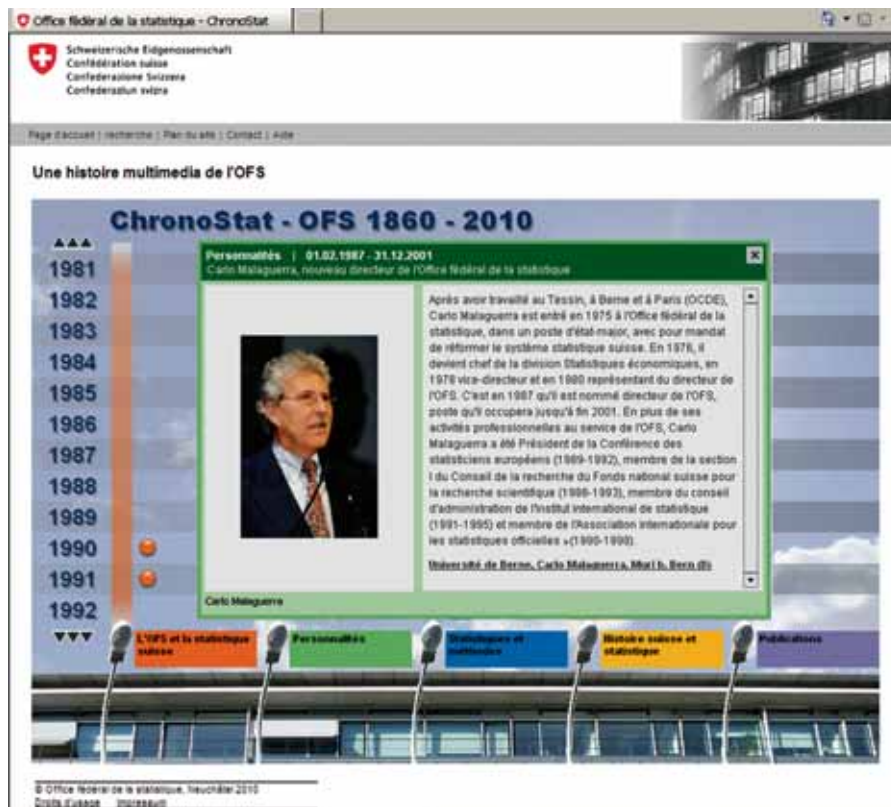 Office fédéral de la statistique - ChronoStat
Schweizerische Eidgenossenschaft
Confédération suisse
Confederazione Svizzera
Confederaziun svizra
Page d'accueil | recherche | Plan du site | Contact | Aide
Une histoire multimedia de l'OFS
ChronoStat - OFS 1860 - 2010
Personnalités | 01.02.1987 - 31.12.2001
Carlo Malaguerra, nouveau directeur de l'Office fédéral de la statistique
1981
1982
1983
1984
1985
1986
1987
1988
1989
1990
1991
1992
Après avoir travaillé au Tessin, à Berne et à Paris (OCDE),
Carlo Malaguerra est entré en 1975 à l'Office fédéral de la
statistique, dans un poste d'état-major, avec pour mandat
de réformer le système statistique suisse. En 1976, il
devient chef de la division Statistiques économiques, en
1978 vice-directeur et en 1980 représentant du directeur de
l'OFS. C'est en 1987 qu'il est nommé directeur de l'OFS,
poste qu'il occupera jusqu'à fin 2001. En plus de ses
activités professionnelles au service de l'OFS, Carlo
Malaguerra a été Président de la Conférence des
statisticiens européens (1989-1992), membre de la section
I du Conseil de la recherche du Fonds national suisse pour
la recherche scientifique (1986-1993), membre du conseil
d'administration de l'Institut international de statistique
(1991-1995) et membre de l'Association internationale pour
les statistiques officielles »(1990-1998).
Université de Berne, Carlo Malaguerra, Muri b. Bern (fr)
Carlo Malaguerra
L'OFS et la statistique
suisse
Personnalités
Statistiques et
méthodes
Histoire suisse et
statistique
Publications
© Office fédéral de la statistique, Neuchâtel 2010
Droits d'usage Impressum